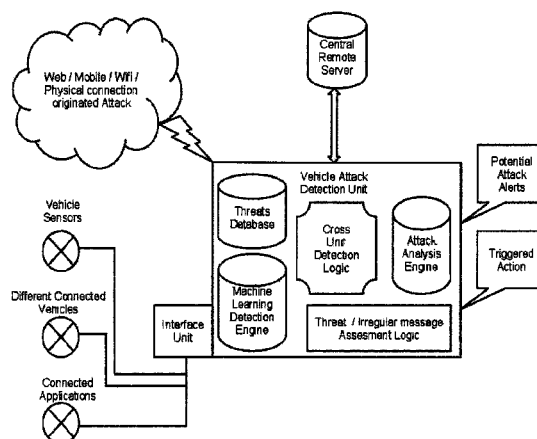 Central
Remote
Server
Web / Mobile / Wifi /
Physical connection
originated Attack
Vehicle Attack
Detection Unit
Potential
Attack
Alerts
Threats
Database
Cross
Unit
Detection
Logic
Attack
Analysis
Engine
Triggered
Action
Vehicle
Sensors
Different Connected
Vehicles
Interface
Unit
Machine
Learning
Detection
Engine
Threat / Irregular message
Assesment Logic
Connected
Applications